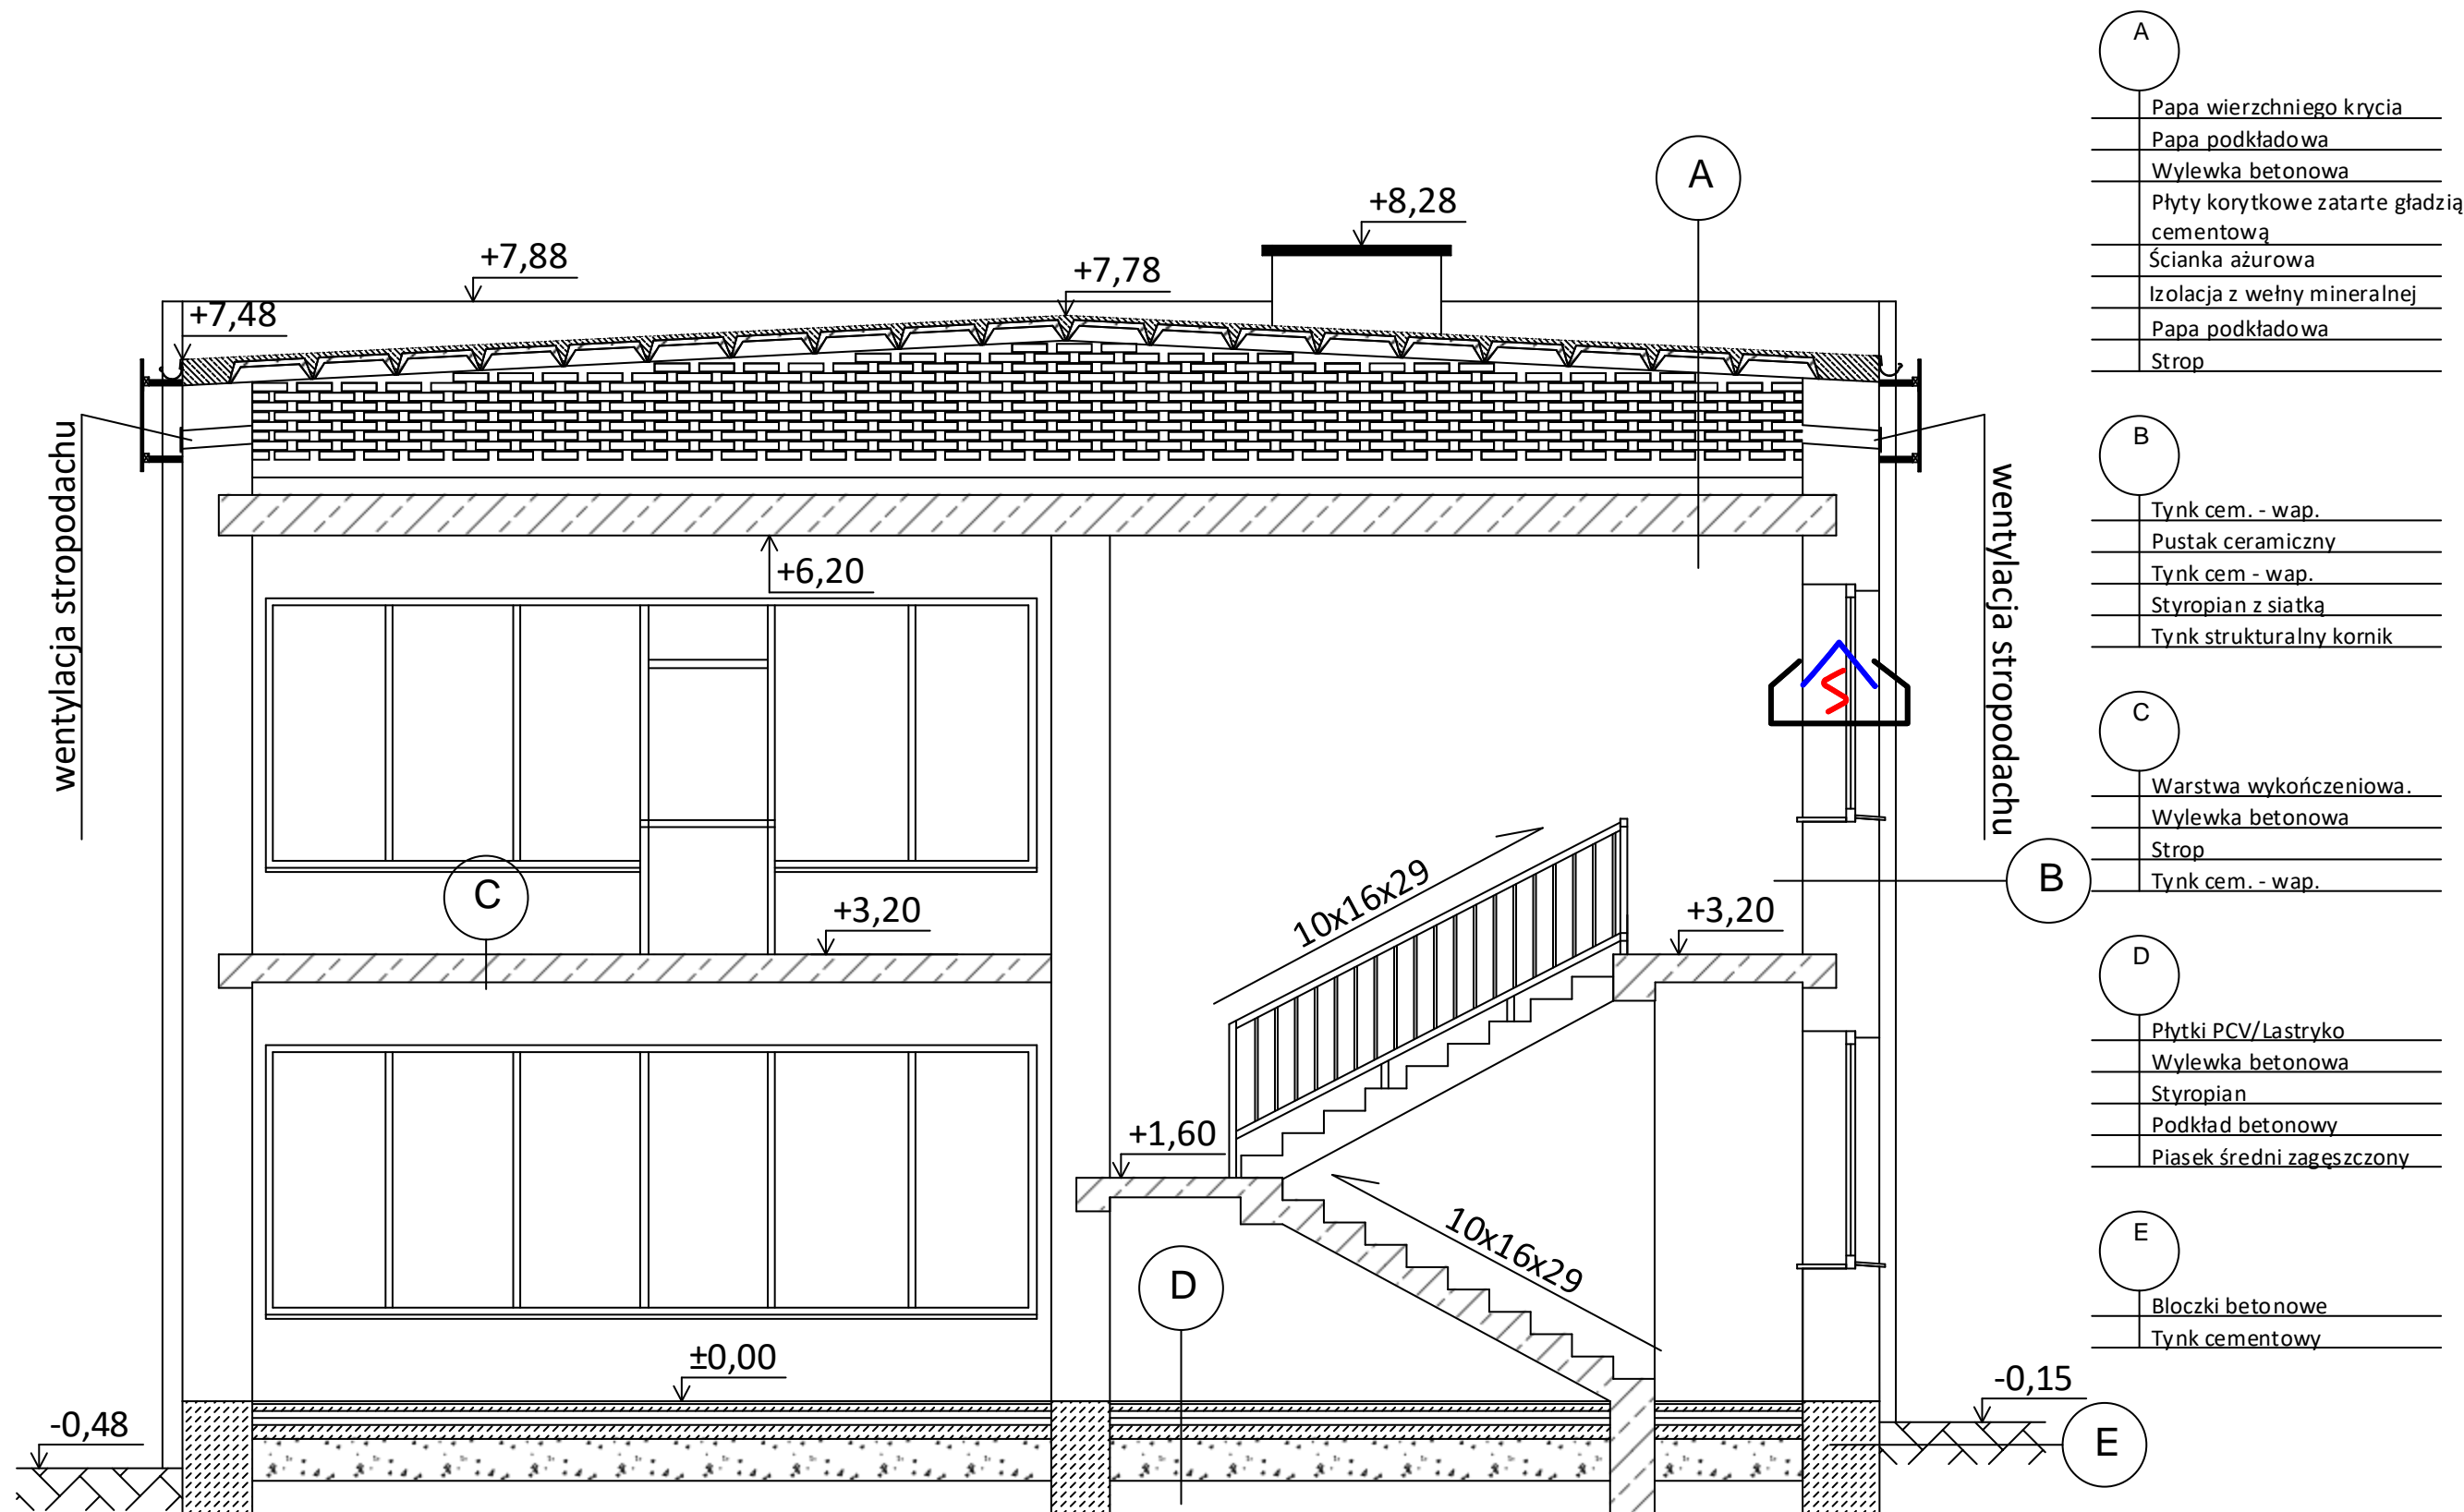 +8,28
+7,88
+7,78
+7,48
A
wentylacja stropodachu
wentylacja stropodachu
+6,20
S
C
+3,20
+3,20
B
10x16x29
+1,60
10x16x29
D
±0,00
-0,48
-0,15
E
A
Papa wierzchniego krycia
Papa podkładowa
Wylewka betonowa
Płyty korytkowe zatarte gładzią
cementową
Ścianka ażurowa
Izolacja z wełny mineralnej
Papa podkładowa
Strop
B
Tynk cem. - wap.
Pustak ceramiczny
Tynk cem - wap.
Styropian z siatką
Tynk strukturalny kornik
C
Warstwa wykończeniowa.
Wylewka betonowa
Strop
Tynk cem. - wap.
D
Płytki PCV/Lastryko
Wylewka betonowa
Styropian
Podkład betonowy
Piasek średni zagęszczony
E
Bloczki betonowe
Tynk cementowy